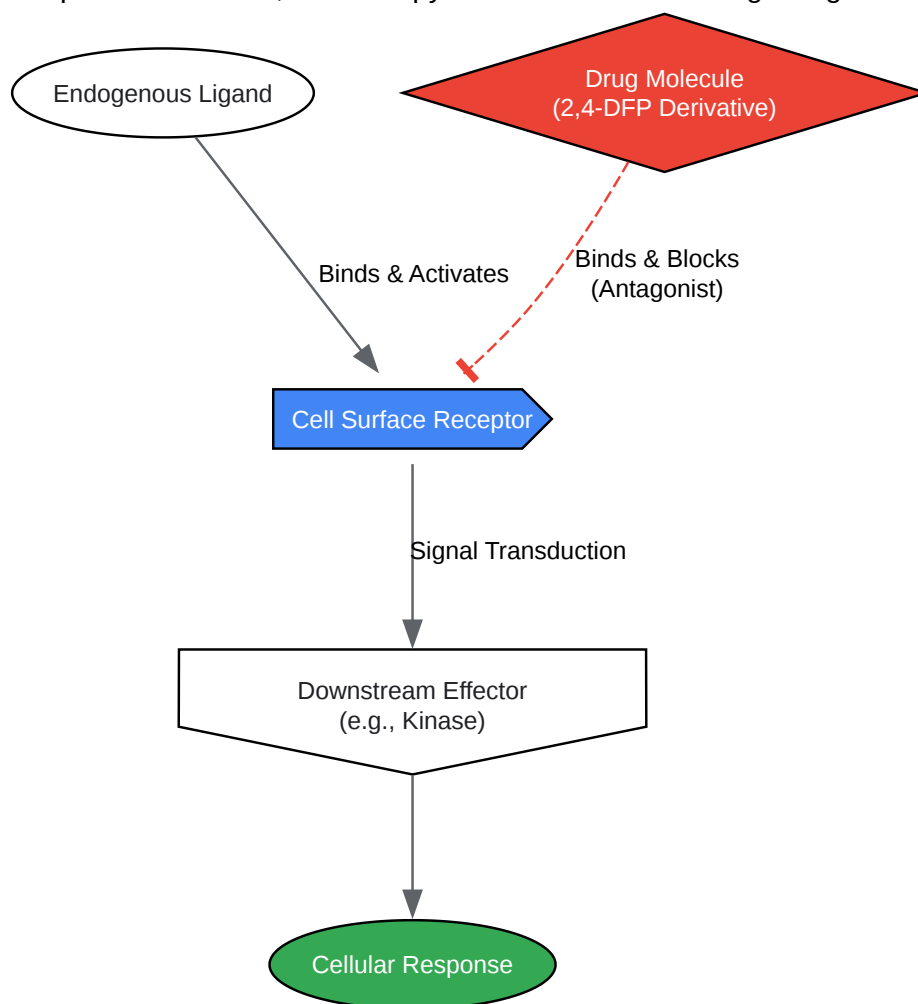 Endogenous Ligand
Drug Molecule
(2,4-DFP Derivative)
Binds & Activates
Binds & Blocks
(Antagonist)
Cell Surface Receptor
Signal Transduction
Downstream Effector
(e.g., Kinase)
Cellular Response